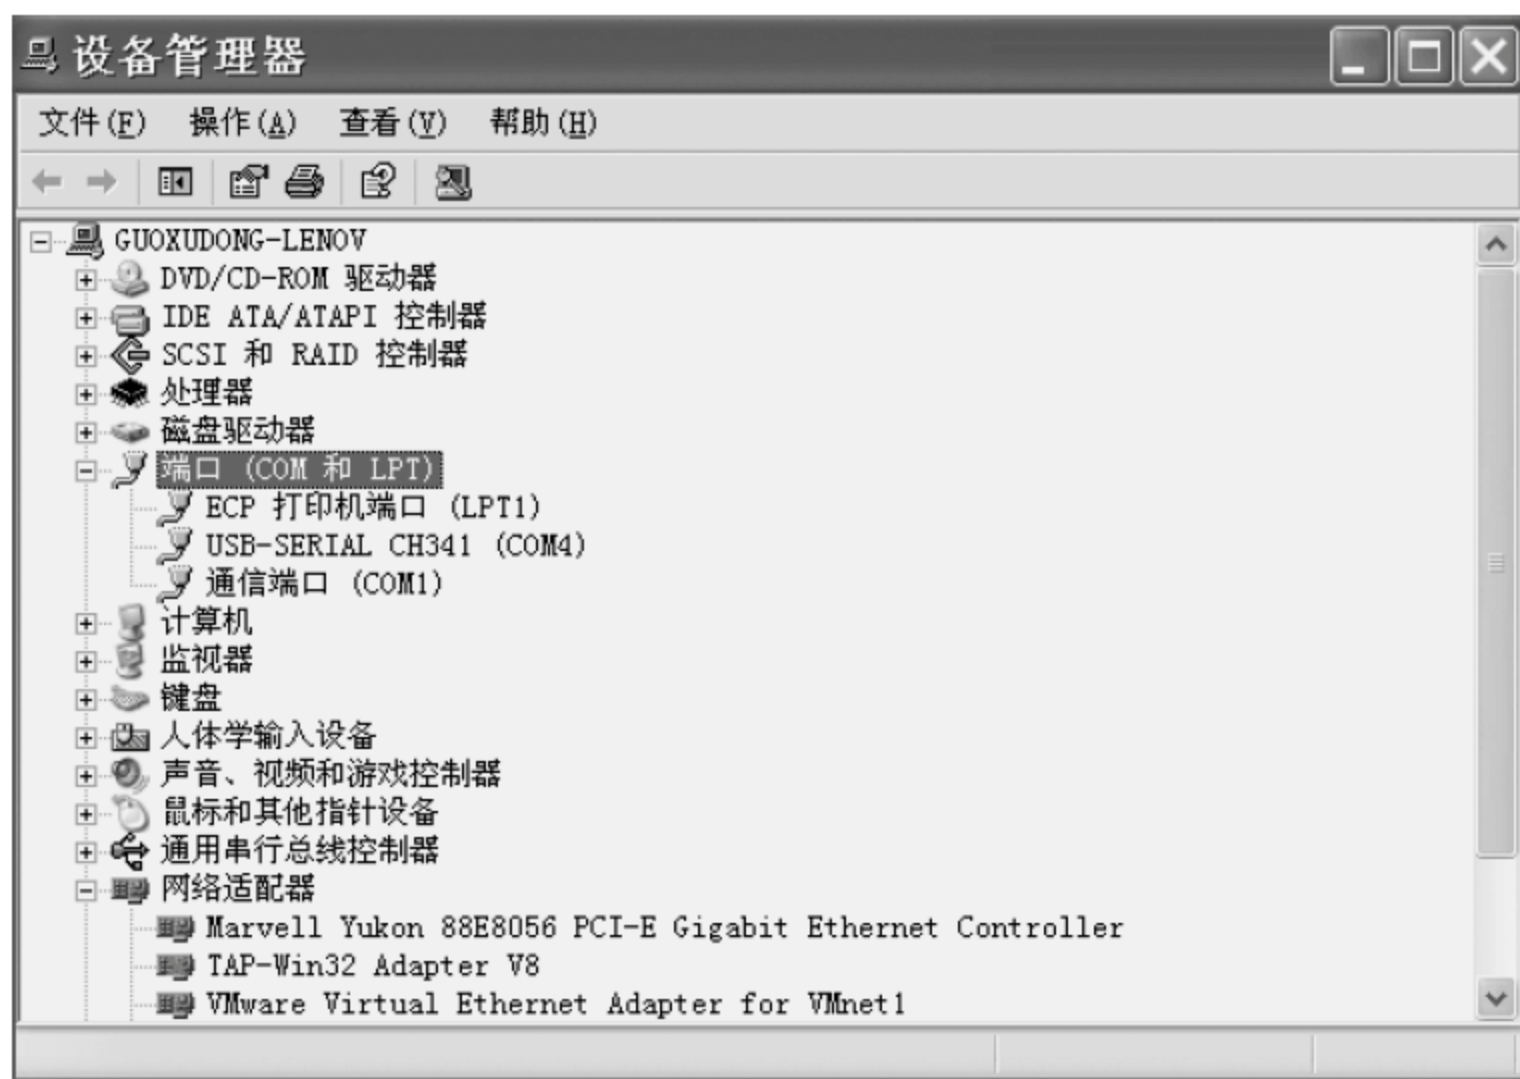 设备管理器
文件(F) 操作(A) 查看(V) 帮助(H)
GUOXUDONG-LENOV
DVD/CD-ROM 驱动器
IDE ATA/ATAPI 控制器
SCSI 和 RAID 控制器
处理器
磁盘驱动器
端口 (COM 和 LPT)
ECP 打印机端口 (LPT1)
USB-SERIAL CH341 (COM4)
通信端口 (COM1)
计算机
监视器
键盘
人体学输入设备
声音、视频和游戏控制器
鼠标和其他指针设备
通用串行总线控制器
网络适配器
Marvell Yukon 88E8056 PCI-E Gigabit Ethernet Controller
TAP-Win32 Adapter V8
VMware Virtual Ethernet Adapter for VMnet1